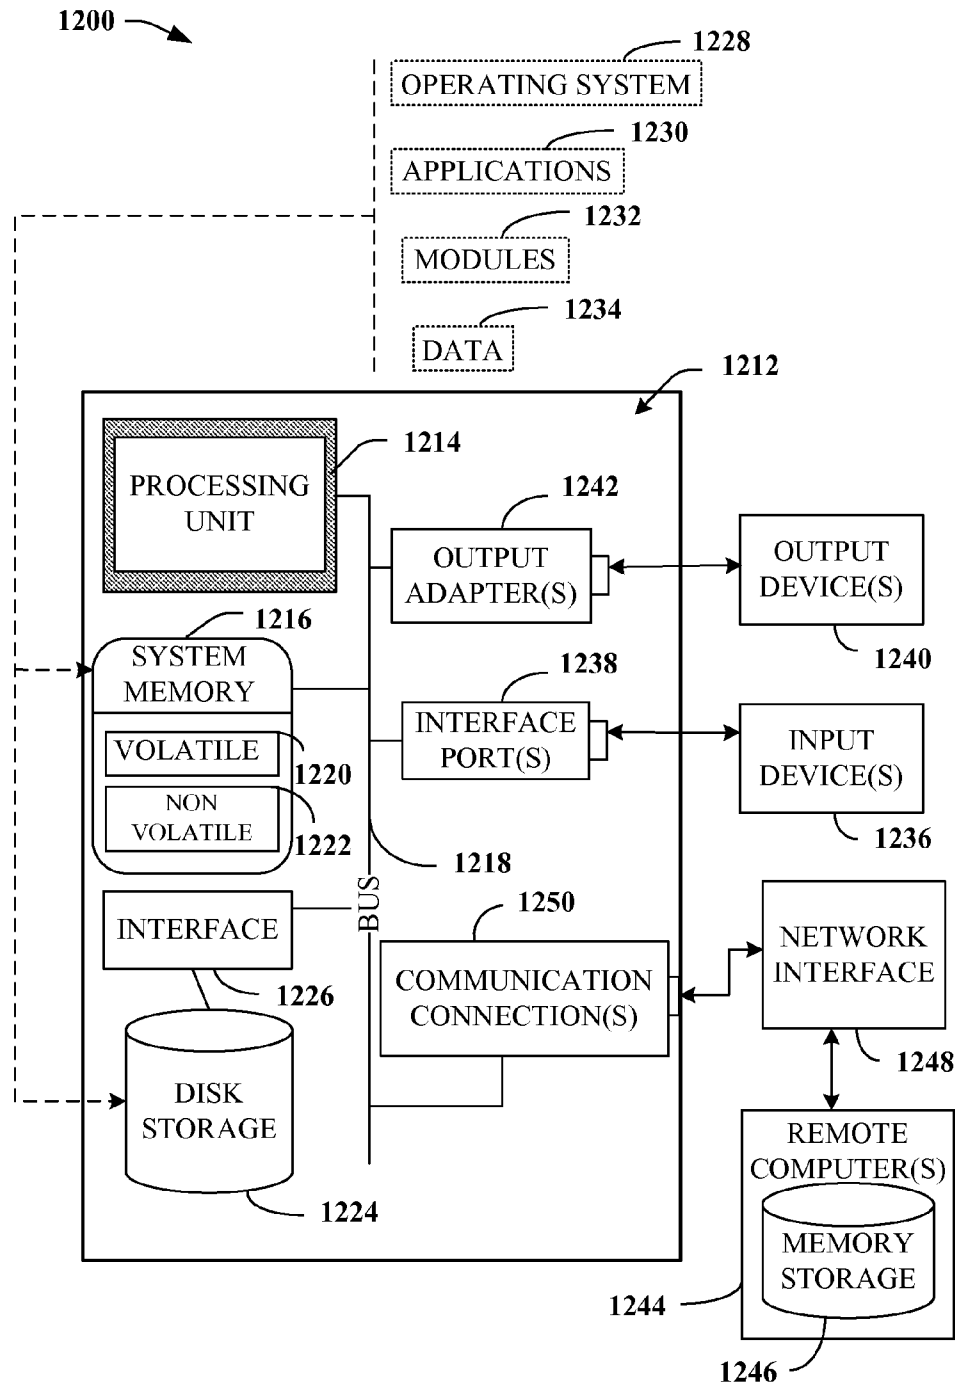 1200
1228
OPERATING SYSTEM
1230
APPLICATIONS
1232
MODULES
1234
DATA
1212
1214
PROCESSING
UNIT
1242
OUTPUT
ADAPTER(S)
OUTPUT
DEVICE(S)
1240
1216
SYSTEM
MEMORY
VOLATILE
1220
NON
VOLATILE
1222
1238
INTERFACE
PORT(S)
INPUT
DEVICE(S)
1236
1218
BUS
INTERFACE
1226
1250
COMMUNICATION
CONNECTION(S)
NETWORK
INTERFACE
1248
DISK
STORAGE
1224
REMOTE
COMPUTER(S)
MEMORY
STORAGE
1244
1246